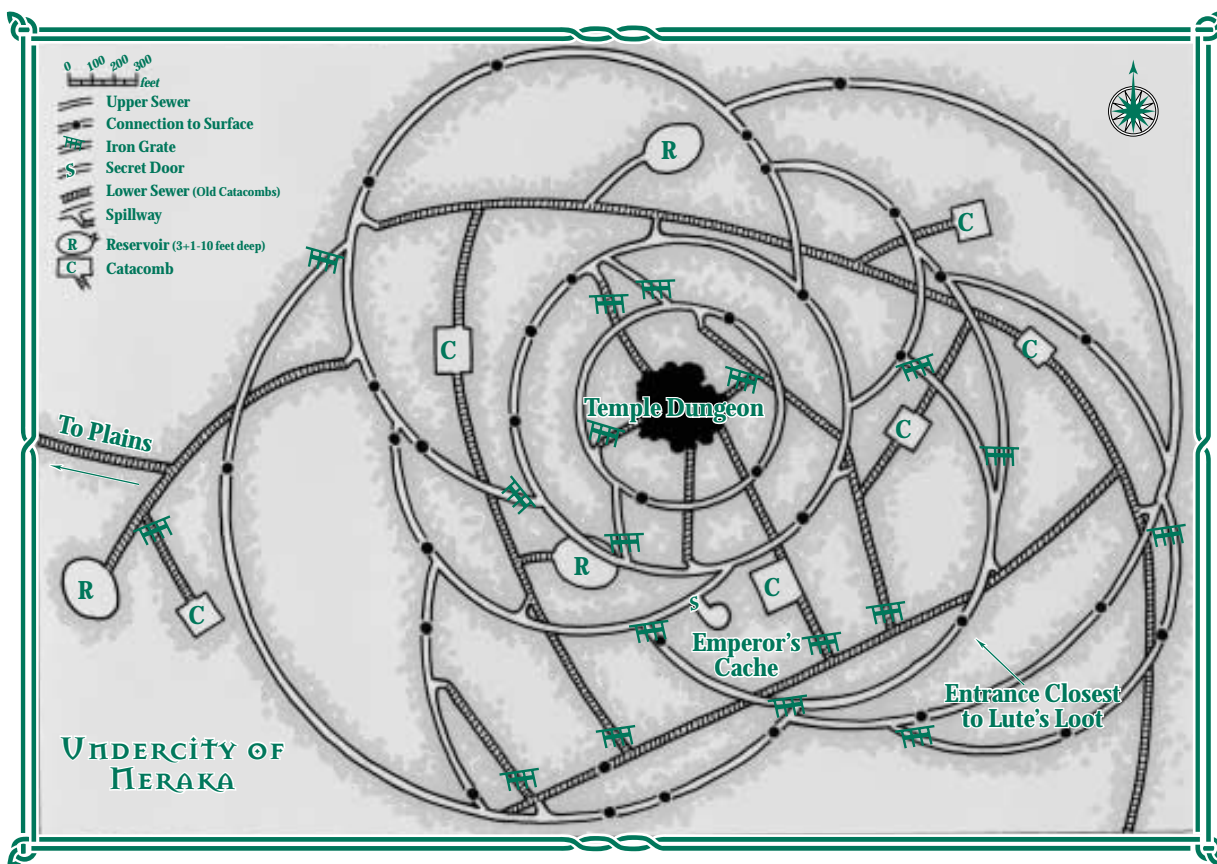 0 100 200 300
feet
Upper Sewer
Connection to Surface
Iron Grate
S Secret Door
Lower Sewer (Old Catacombs)
Spillway
R Reservoir (3+1-10 feet deep)
C Catacomb
R
C
C
C
Temple Dungeon
C
To Plains
R
R
C
C
S
Emperor's
Cache
Entrance Closest
to Lute's Loot
Undercity of
Neraka